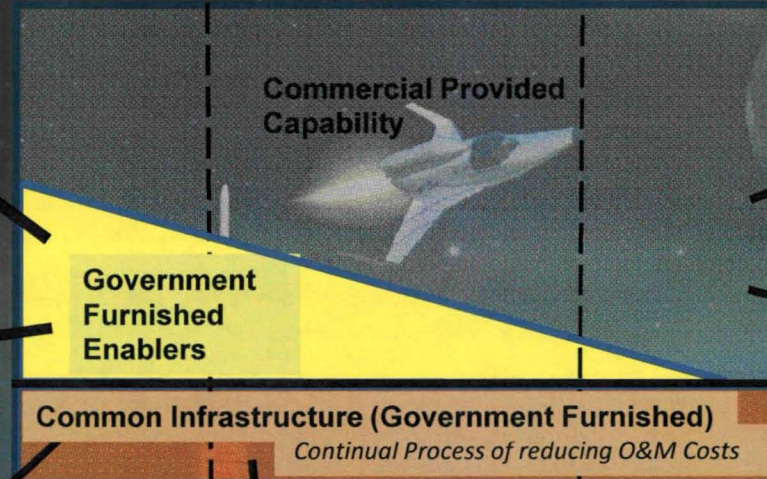 Commercial Provided
Capability
Government
Furnished
Enablers
Common Infrastructure (Government Furnished)
Continual Process of reducing O&M Costs